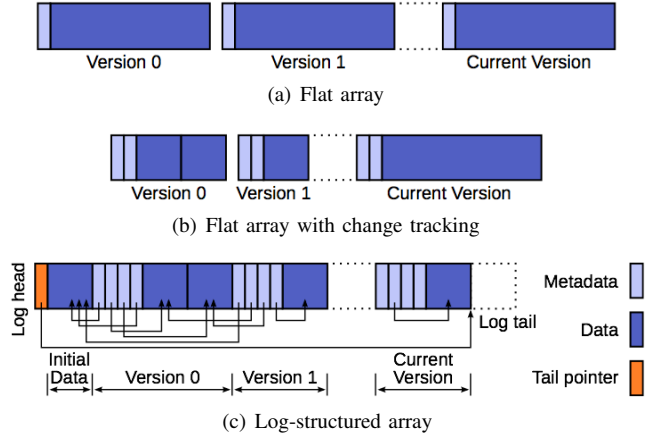 Version 0 Version 1 Current Version
(a) Flat array
Version 0 Version 1 Current Version
(b) Flat array with change tracking
Log head
Metadata
Log tail
Data
Initial
Data
Version 0
Version 1
Current
Version
Tail pointer
(c) Log-structured array